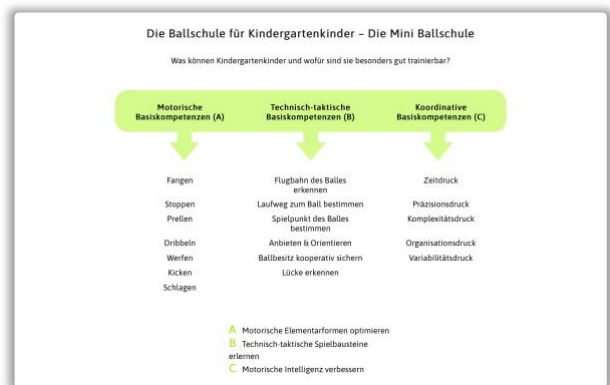 Die Ballschule für Kindergartenkinder – Die Mini Ballschule
Was können Kindergartenkinder und wofür sind sie besonders gut trainierbar?
Motorische
Basiskompetenzen (A)
Technisch-taktische
Basiskompetenzen (B)
Koordinative
Basiskompetenzen (C)
Fangen
Stoppen
Prellen
Dribbeln
Werfen
Kicken
Schlagen
Flugbahn des Balles
erkennen
Laufweg zum Ball bestimmen
Spielpunkt des Balles
bestimmen
Anbieten & Orientieren
Ballbesitz kooperativ sichern
Lücke erkennen
Zeitdruck
Präzisionsdruck
Komplexitätsdruck
Organisationsdruck
Variabilitätsdruck
A Motorische Elementarformen optimieren
B Technisch-taktische Spielbausteine
erlernen
C Motorische Intelligenz verbessern